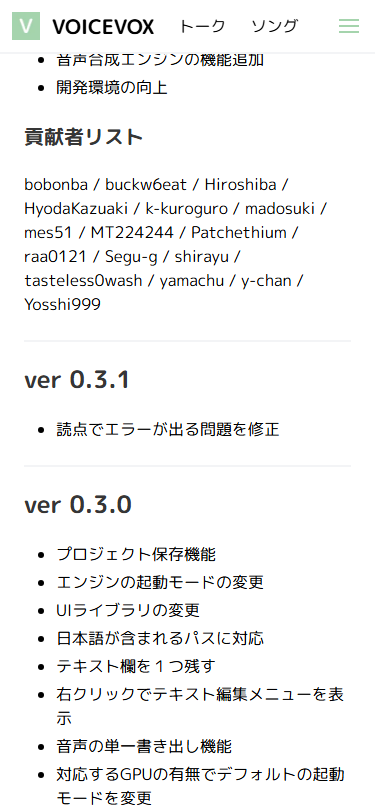 V VOICEVOX トーク ソング
音声合成エンジンの機能追加
開発環境の向上
貢献者リスト
bobonba / buckw6eat / Hiroshiba /
HyodaKazuaki / k-kuroguro / madosuki /
mes51 / MT224244 / Patchethium /
raa0121 / Segu-g / shirayu /
tasteless0wash / yamachu / y-chan /
Yosshi999
ver 0.3.1
読点でエラーが出る問題を修正
ver 0.3.0
プロジェクト保存機能
エンジンの起動モードの変更
UIライブラリの変更
日本語が含まれるパスに対応
テキスト欄を１つ残す
右クリックでテキスト編集メニューを表
示
音声の単一書き出し機能
対応するGPUの有無でデフォルトの起動
モードを変更